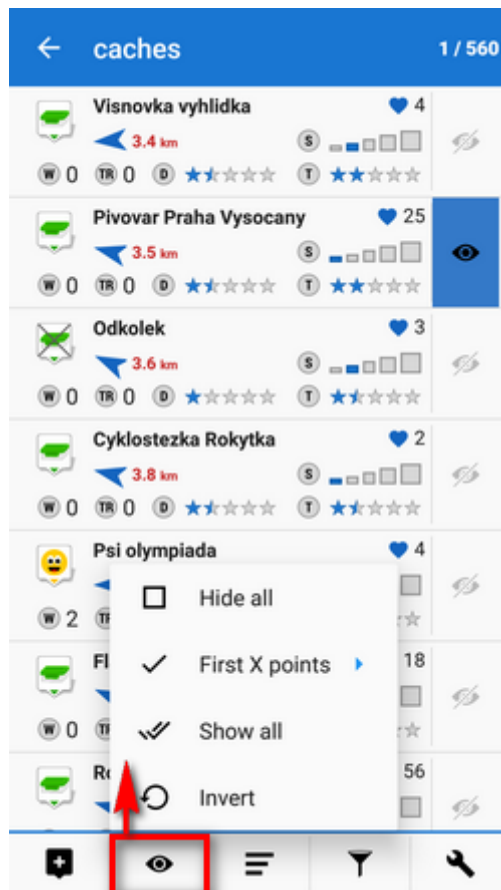 caches 1 / 560
Visnovka vyhlidka 4
3.4 km S
W 0 TR 0 D T
Pivovar Praha Vysocany 25
3.5 km S
W 0 TR 0 D T
Odkolek 3
3.6 km S
W 0 TR 0 D T
Cyklostezka Rokytka 2
3.8 km S
W 0 TR 0 D T
Psi olympiada 4
W 2
18
W 0
56
Hide all
First X points
Show all
Invert